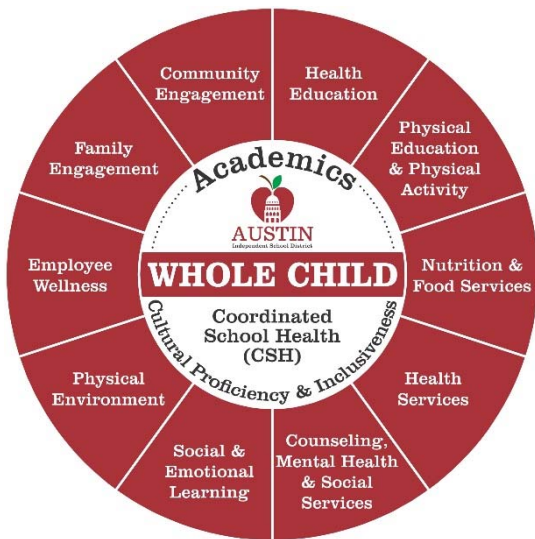 Health
Education
Physical
Education
& Physical
Activity
Nutrition &
Food Services
Health
Services
Counseling,
Mental Health
& Social
Services
Social &
Emotional
Learning
Physical
Environment
Employee
Wellness
Family
Engagement
Community
Engagement
Academics
AUSTIN
Independent School District
WHOLE CHILD
Coordinated
School Health
(CSH)
Cultural Proficiency & Inclusiveness